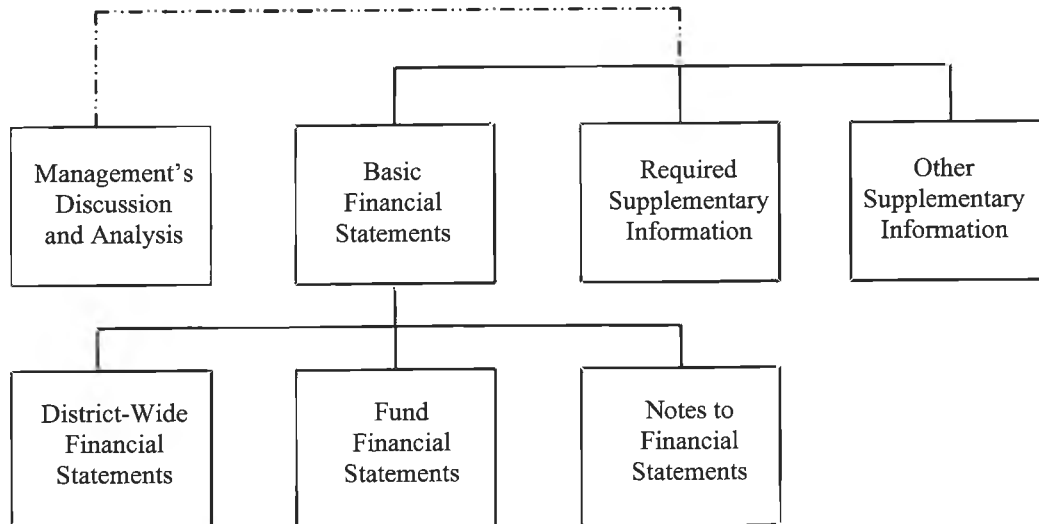 Management's
Discussion
and Analysis
Basic
Financial
Statements
Required
Supplementary
Information
Other
Supplementary
Information
District-Wide
Financial
Statements
Fund
Financial
Statements
Notes to
Financial
Statements